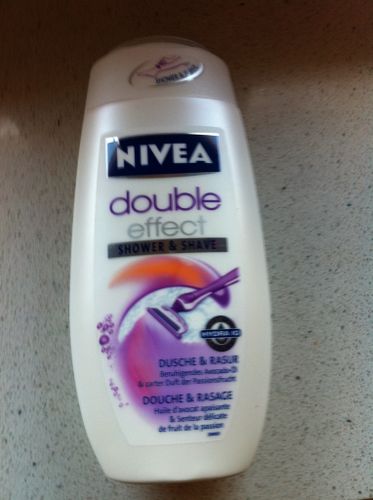 NIVEA
double
effect
SHOWER & SHAVE
HYDRA IQ
DUSCHE & RASUR
Beruhigendes Avocado-Öl
& zarter Duft der Passionsfrucht
DOUCHE & RASAGE
Huile d'avocat apaisante
& Senteur délicate
de fruit de la passion